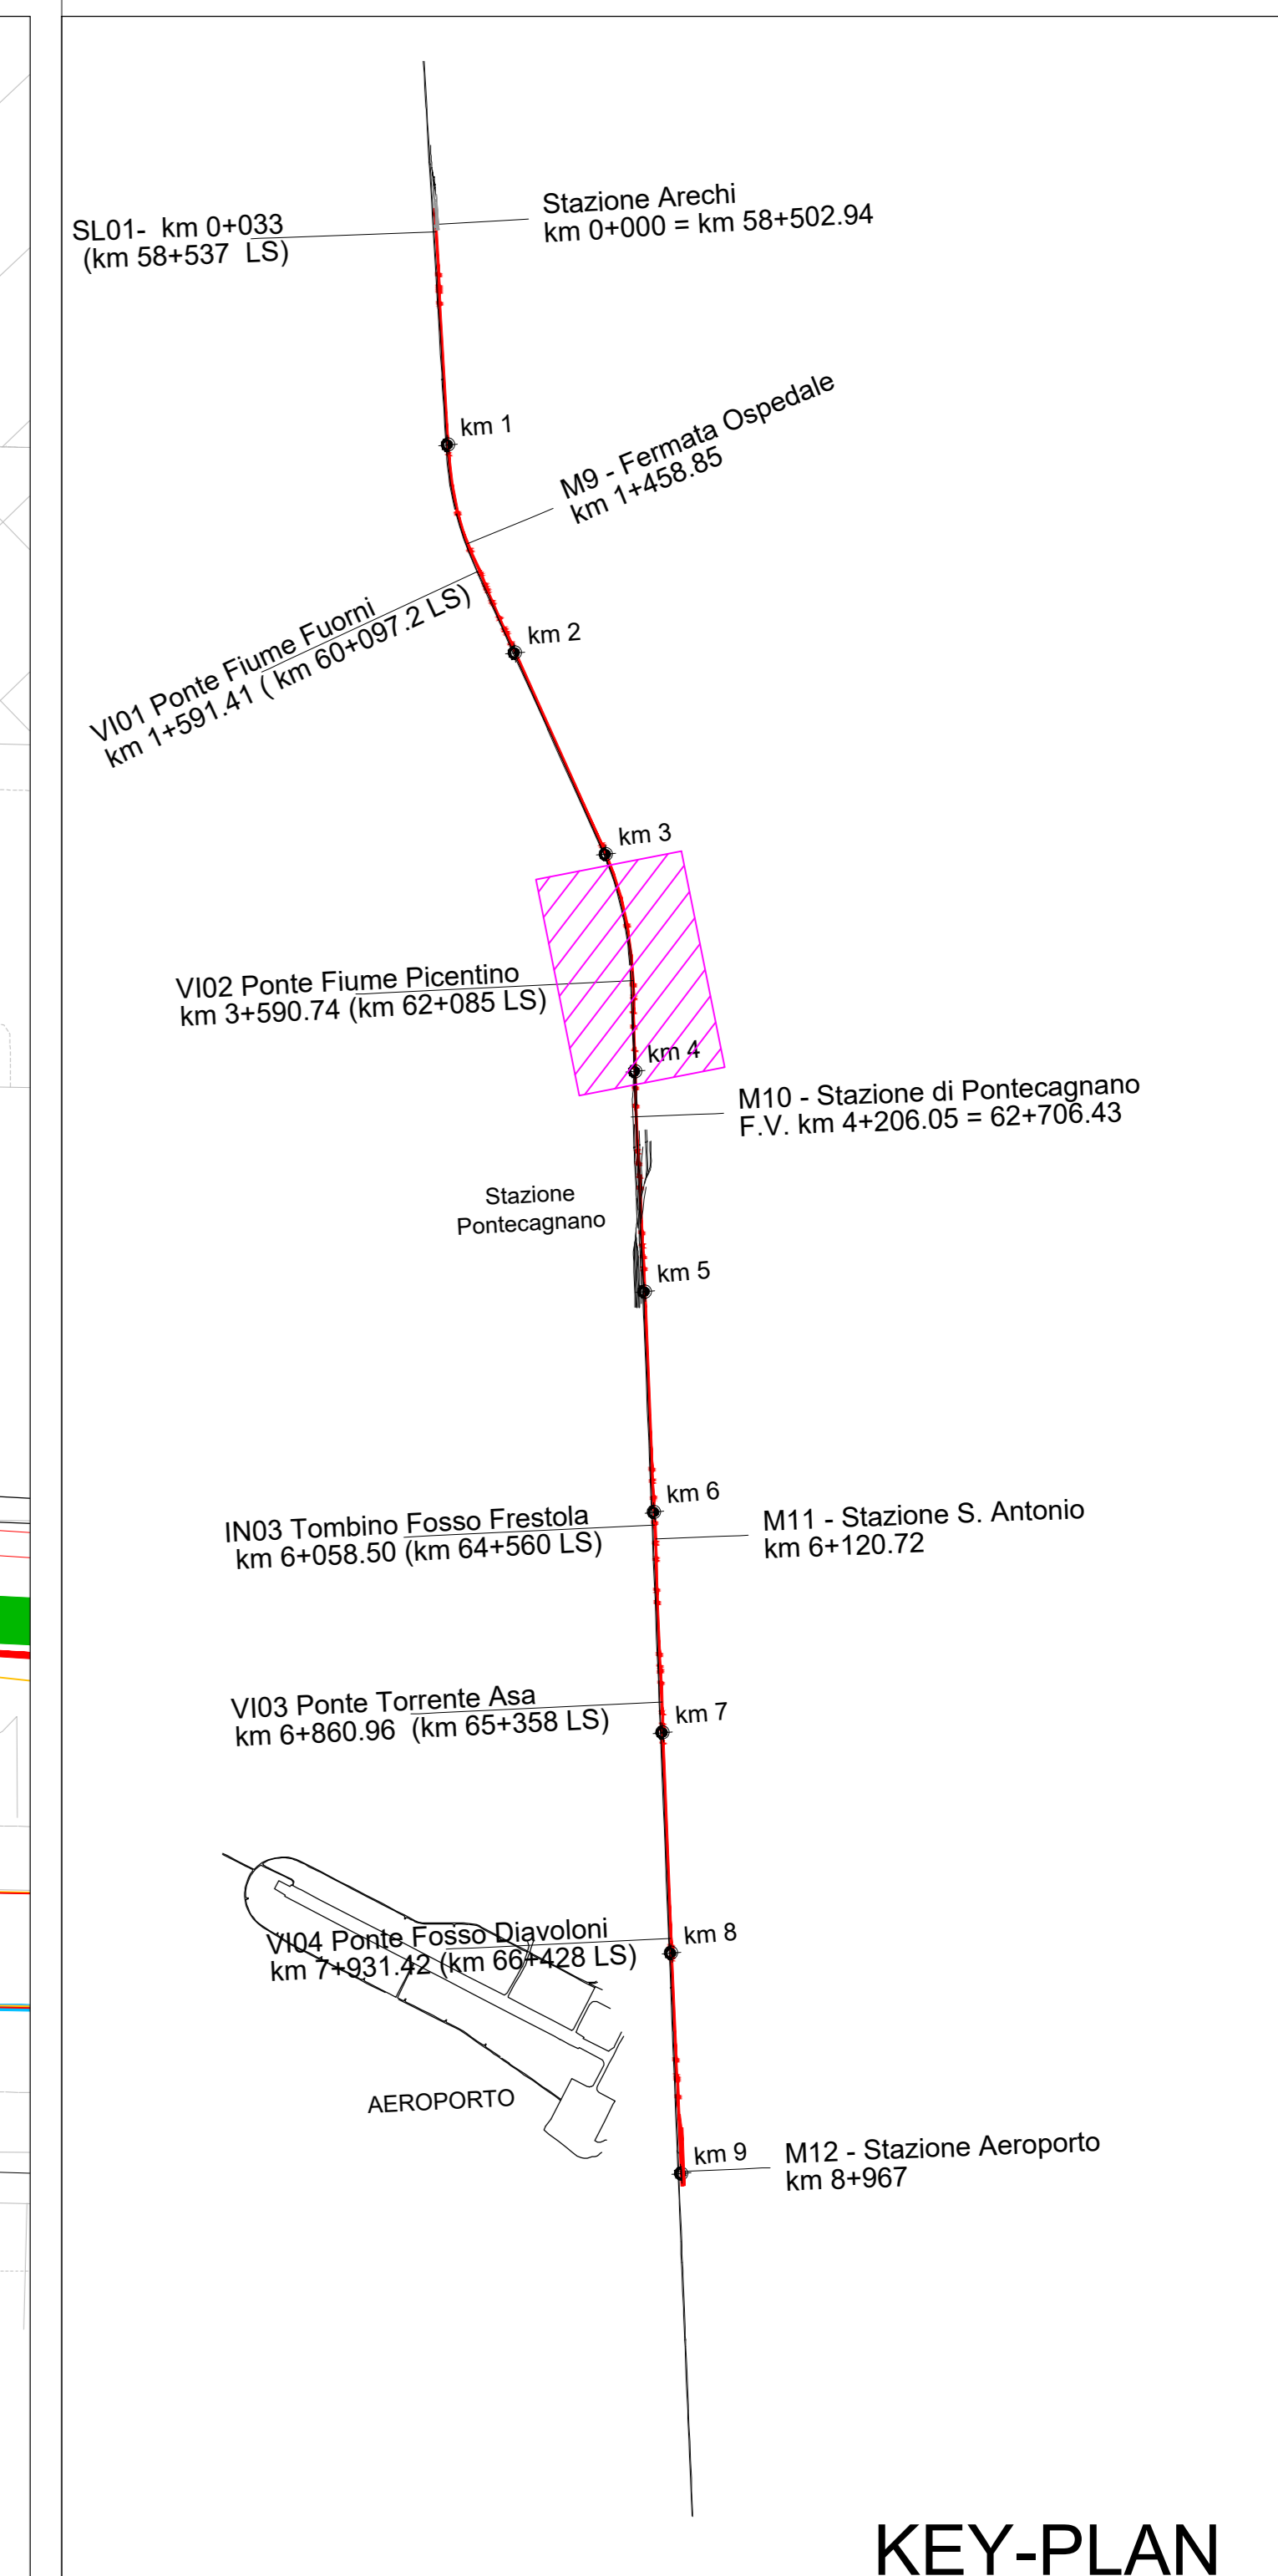 Stazione Arechi
km 0+000 = km 58+502.94
SL01-  km 0+033
(km 58+537  LS)
km 1
M9 - Fermata Ospedale
km 1+458.85
VI01 Ponte Fiume Fuorni
km 1+591.41 ( km 60+097.2 LS)
km 2
km 3
VI02 Ponte Fiume Picentino
km 3+590.74 (km 62+085 LS)
km 4
M10 - Stazione di Pontecagnano
F.V. km 4+206.05 = 62+706.43
Stazione
Pontecagnano
km 5
km 6
IN03 Tombino Fosso Frestola
km 6+058.50 (km 64+560 LS)
M11 - Stazione S. Antonio
km 6+120.72
VI03 Ponte Torrente Asa
km 6+860.96  (km 65+358 LS)
km 7
VI04 Ponte Fosso Diavoloni
km 7+931.42 (km 66+428 LS)
km 8
AEROPORTO
km 9
M12 - Stazione Aeroporto
km 8+967
KEY-PLAN